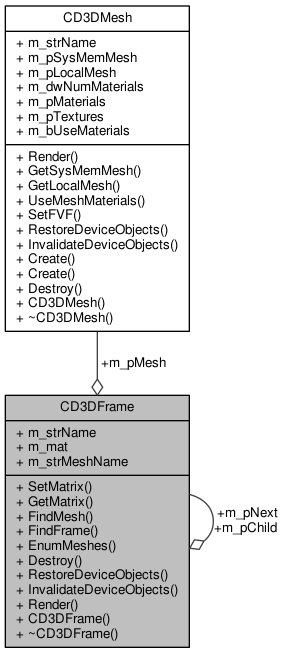 CD3DMesh
+ m_strName
+ m_pSysMemMesh
+ m_pLocalMesh
+ m_dwNumMaterials
+ m_pMaterials
+ m_pTextures
+ m_bUseMaterials
+ Render()
+ GetSysMemMesh()
+ GetLocalMesh()
+ UseMeshMaterials()
+ SetFVF()
+ RestoreDeviceObjects()
+ InvalidateDeviceObjects()
+ Create()
+ Create()
+ Destroy()
+ CD3DMesh()
+ ~CD3DMesh()
+m_pMesh
CD3DFrame
+ m_strName
+ m_mat
+ m_strMeshName
+ SetMatrix()
+ GetMatrix()
+ FindMesh()
+ FindFrame()
+ EnumMeshes()
+ Destroy()
+ RestoreDeviceObjects()
+ InvalidateDeviceObjects()
+ Render()
+ CD3DFrame()
+ ~CD3DFrame()
+m_pNext
+m_pChild